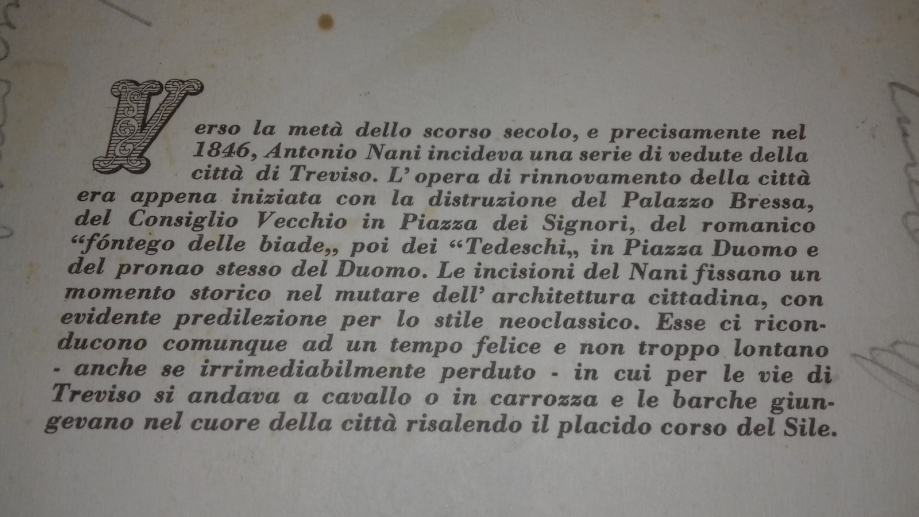 Verso la metà dello scorso secolo, e precisamente nel
1846, Antonio Nani incideva una serie di vedute della
città di Treviso. L'opera di rinnovamento della città
era appena iniziata con la distruzione del Palazzo Bressa,
del Consiglio Vecchio in Piazza dei Signori, del romanico
“fóntego delle biade„ poi dei “Tedeschi„ in Piazza Duomo e
del pronao stesso del Duomo. Le incisioni del Nani fissano un
momento storico nel mutare dell'architettura cittadina, con
evidente predilezione per lo stile neoclassico. Esse ci ricon-
ducono comunque ad un tempo felice e non troppo lontano
- anche se irrimediabilmente perduto - in cui per le vie di
Treviso si andava a cavallo o in carrozza e le barche giun-
gevano nel cuore della città risalendo il placido corso del Sile.